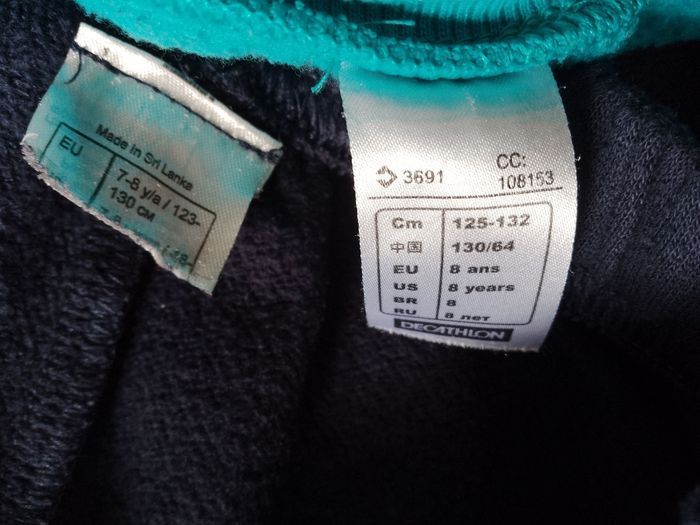 Made in Sri Lanka
EU
7-8 y/a / 123-
130 CM
3691
CC:
108153
Cm 125-132
中国 130/64
EU 8 ans
US 8 years
BR 8
RU 8 лет
DECATHLON